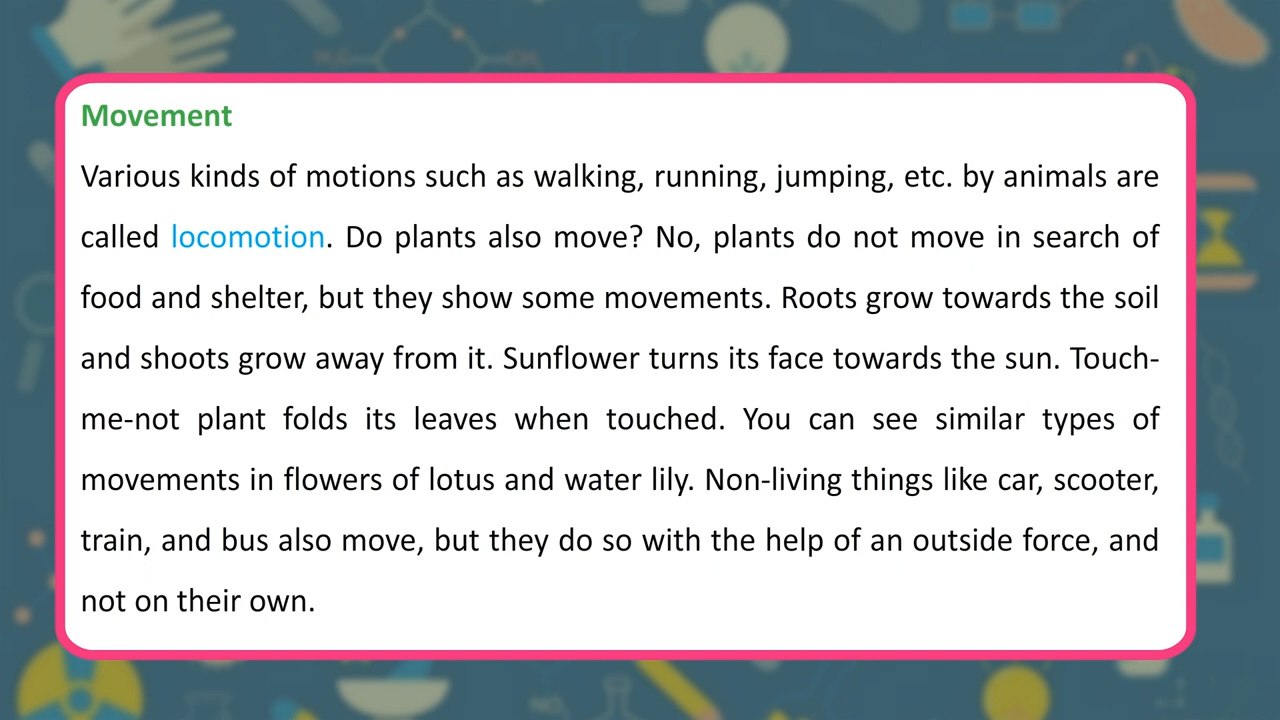 Movement
Various kinds of motions such as walking, running, jumping, etc. by animals are
called locomotion. Do plants also move? No, plants do not move in search of
food and shelter, but they show some movements. Roots grow towards the soil
and shoots grow away from it. Sunflower turns its face towards the sun. Touch-
me-not plant folds its leaves when touched. You can see similar types of
movements in flowers of lotus and water lily. Non-living things like car, scooter,
train, and bus also move, but they do so with the help of an outside force, and
not on their own.